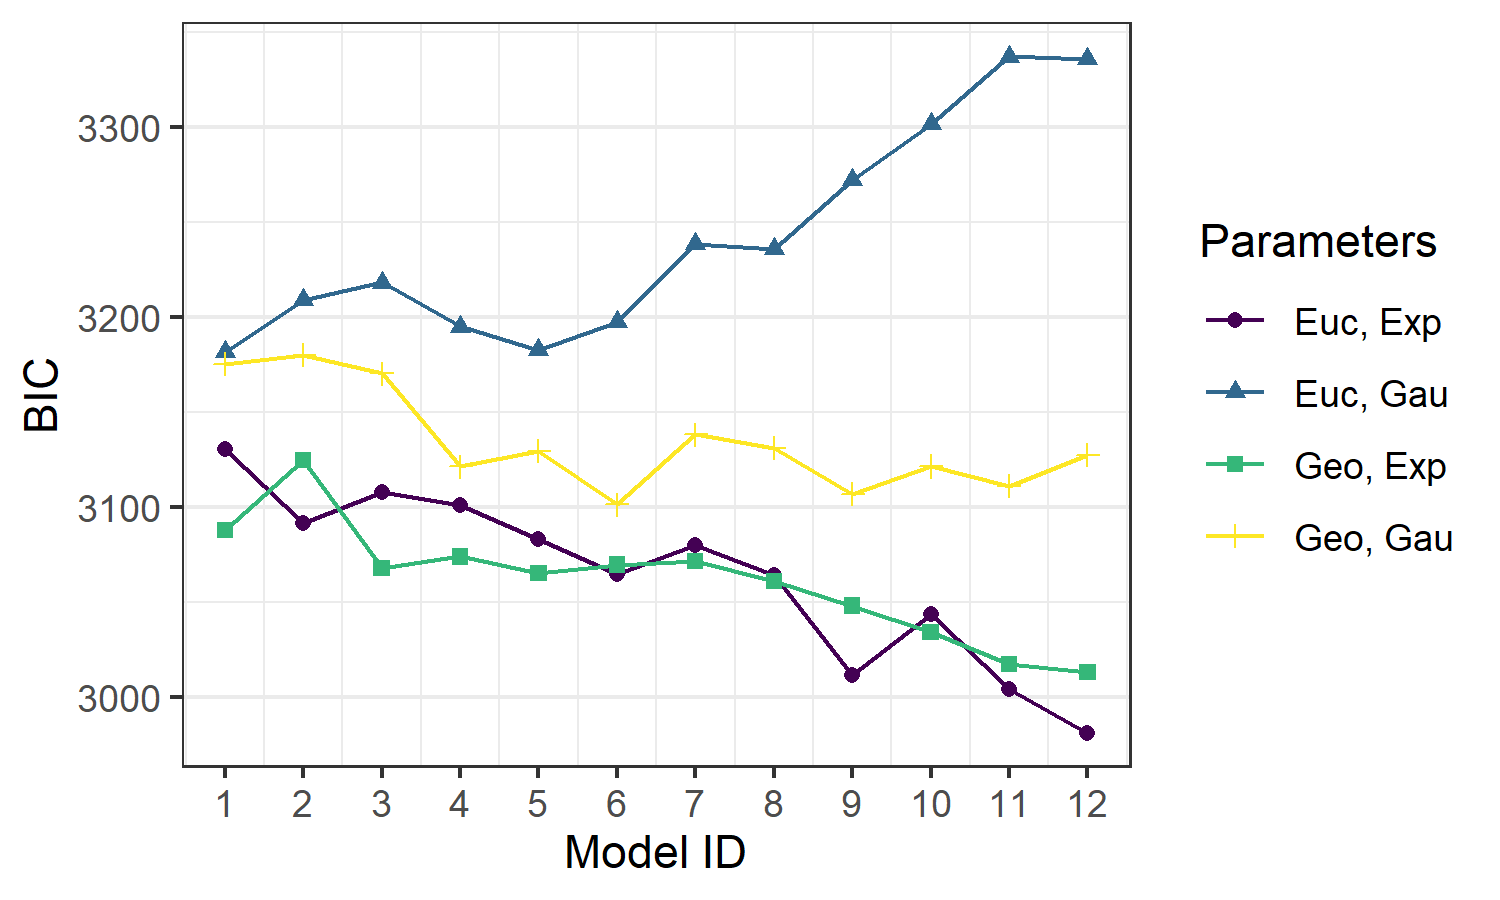 BIC
3300
3200
3100
3000
1 2 3 4 5 6 7 8 9 10 11 12
Model ID
Parameters
Euc, Exp
Euc, Gau
Geo, Exp
Geo, Gau